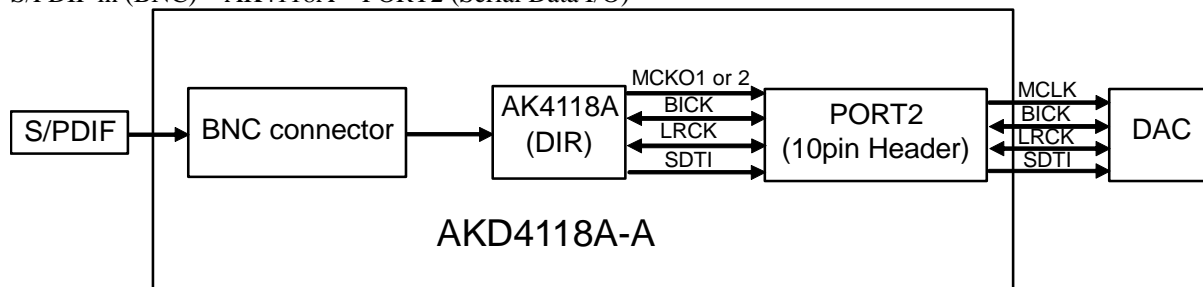 S/PDIF in (BNC) – AK4118A – PORT2 (Serial Data I/O)
S/PDIF
BNC connector
AK4118A
(DIR)
MCKO1 or 2
BICK
LRCK
SDTI
PORT2
(10pin Header)
MCLK
BICK
LRCK
SDTI
DAC
AKD4118A-A